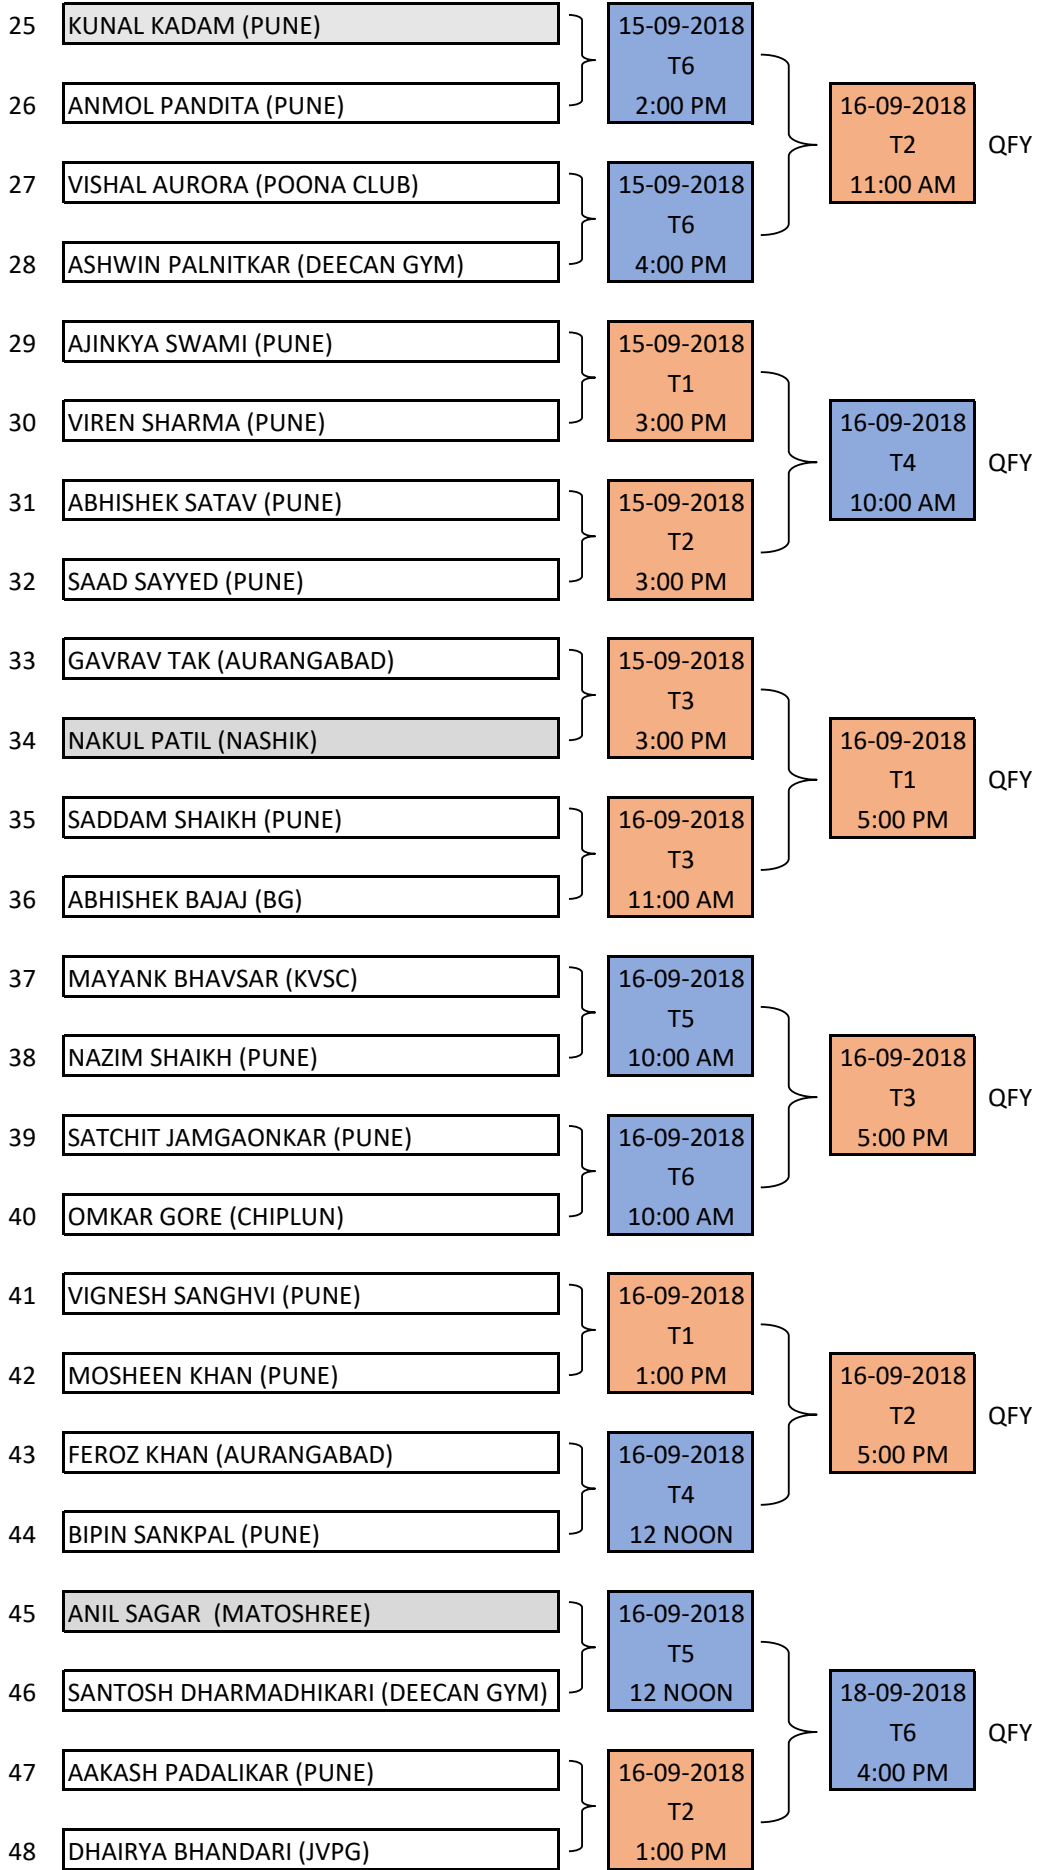 25 KUNAL KADAM (PUNE) 15-09-2018
T6
26 ANMOL PANDITA (PUNE) 2:00 PM 16-09-2018
T2 QFY
27 VISHAL AURORA (POONA CLUB) 15-09-2018 11:00 AM
T6
28 ASHWIN PALNITKAR (DEECAN GYM) 4:00 PM
29 AJINKYA SWAMI (PUNE) 15-09-2018
T1
30 VIREN SHARMA (PUNE) 3:00 PM 16-09-2018
T4 QFY
31 ABHISHEK SATAV (PUNE) 15-09-2018 10:00 AM
T2
32 SAAD SAYYED (PUNE) 3:00 PM
33 GAVRAV TAK (AURANGABAD) 15-09-2018
T3
34 NAKUL PATIL (NASHIK) 3:00 PM 16-09-2018
T1 QFY
35 SADDAM SHAIKH (PUNE) 16-09-2018 5:00 PM
T3
36 ABHISHEK BAJAJ (BG) 11:00 AM
37 MAYANK BHAVSAR (KVSC) 16-09-2018
T5
38 NAZIM SHAIKH (PUNE) 10:00 AM 16-09-2018
T3 QFY
39 SATCHIT JAMGAONKAR (PUNE) 16-09-2018 5:00 PM
T6
40 OMKAR GORE (CHIPLUN) 10:00 AM
41 VIGNESH SANGHVI (PUNE) 16-09-2018
T1
42 MOSHEEN KHAN (PUNE) 1:00 PM 16-09-2018
T2 QFY
43 FEROZ KHAN (AURANGABAD) 16-09-2018 5:00 PM
T4
44 BIPIN SANKPAL (PUNE) 12 NOON
45 ANIL SAGAR  (MATOSHREE) 16-09-2018
T5
46 SANTOSH DHARMADHIKARI (DEECAN GYM) 12 NOON 18-09-2018
T6 QFY
47 AAKASH PADALIKAR (PUNE) 16-09-2018 4:00 PM
T2
48 DHAIRYA BHANDARI (JVPG) 1:00 PM